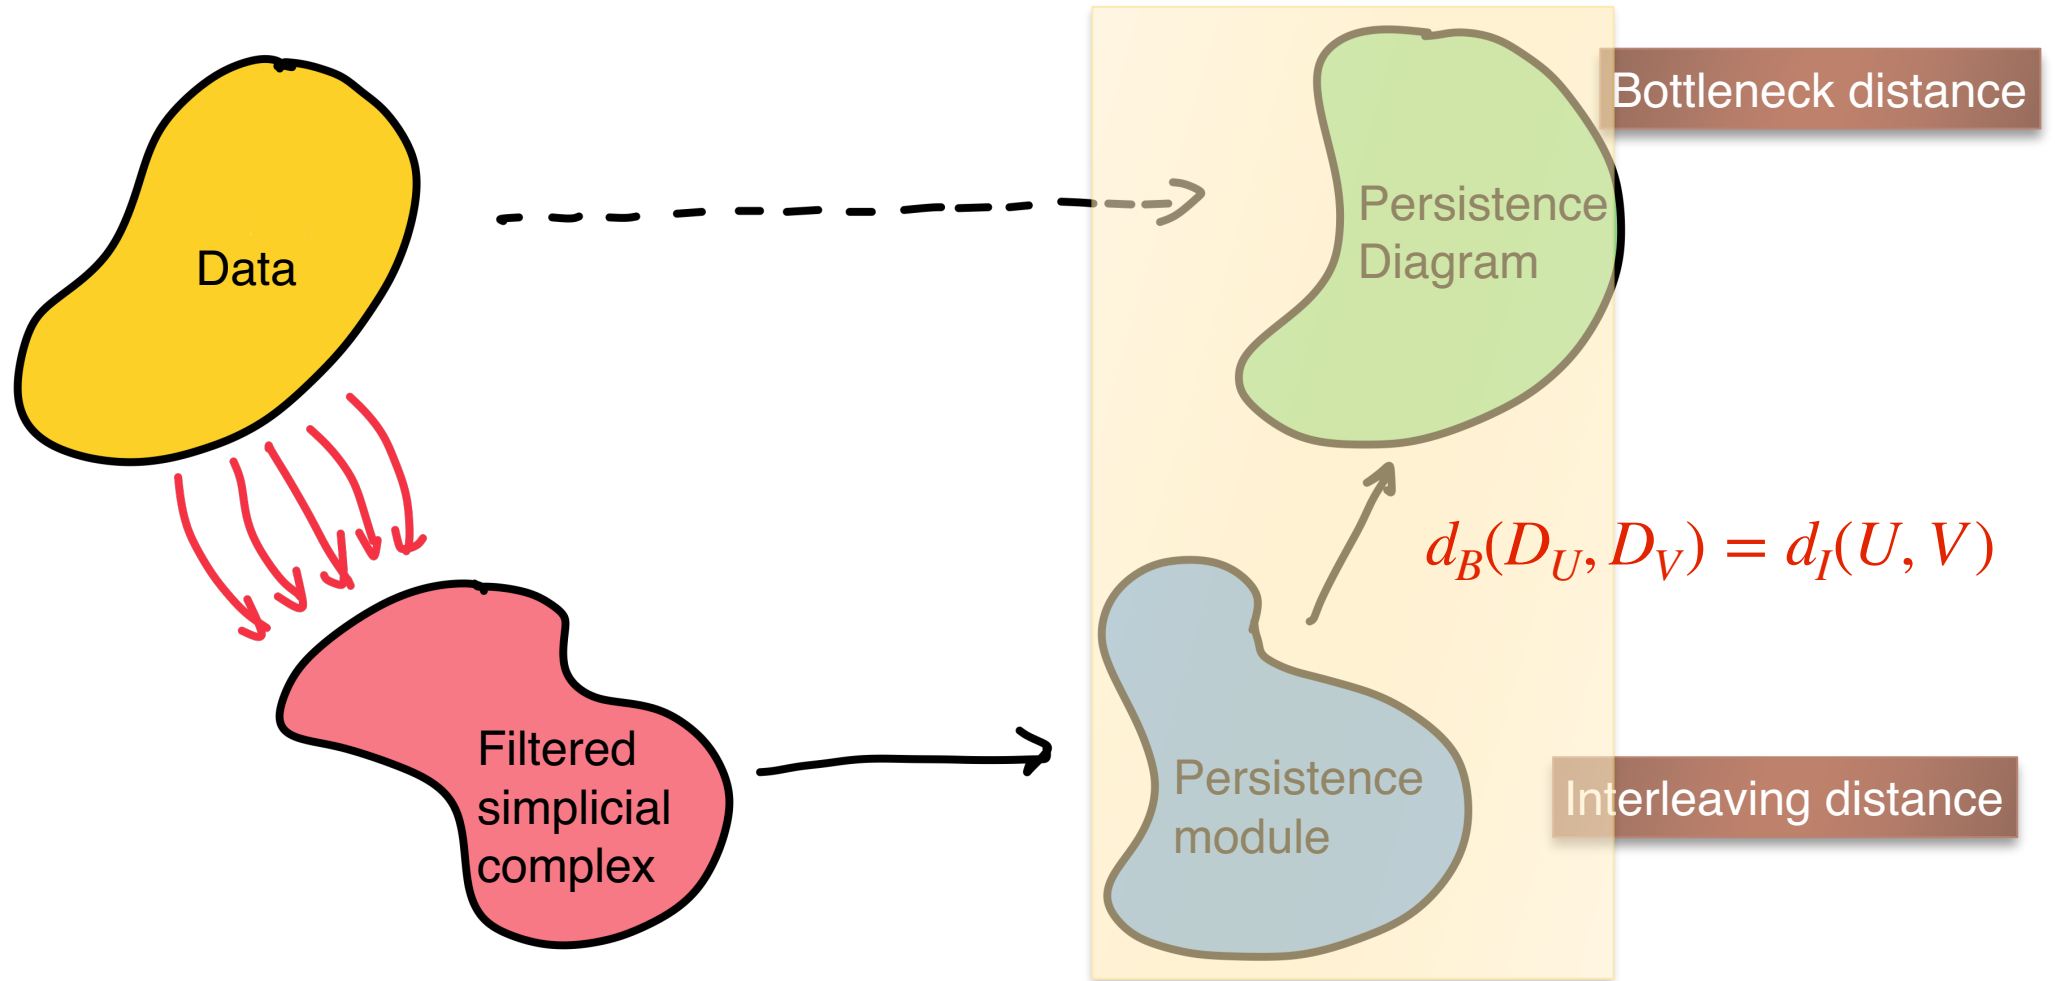 Bottleneck distance
Data
Persistence
Diagram
d_B(D_U, D_V) = d_I(U, V)
Filtered
simplicial
complex
Persistence
module
Interleaving distance